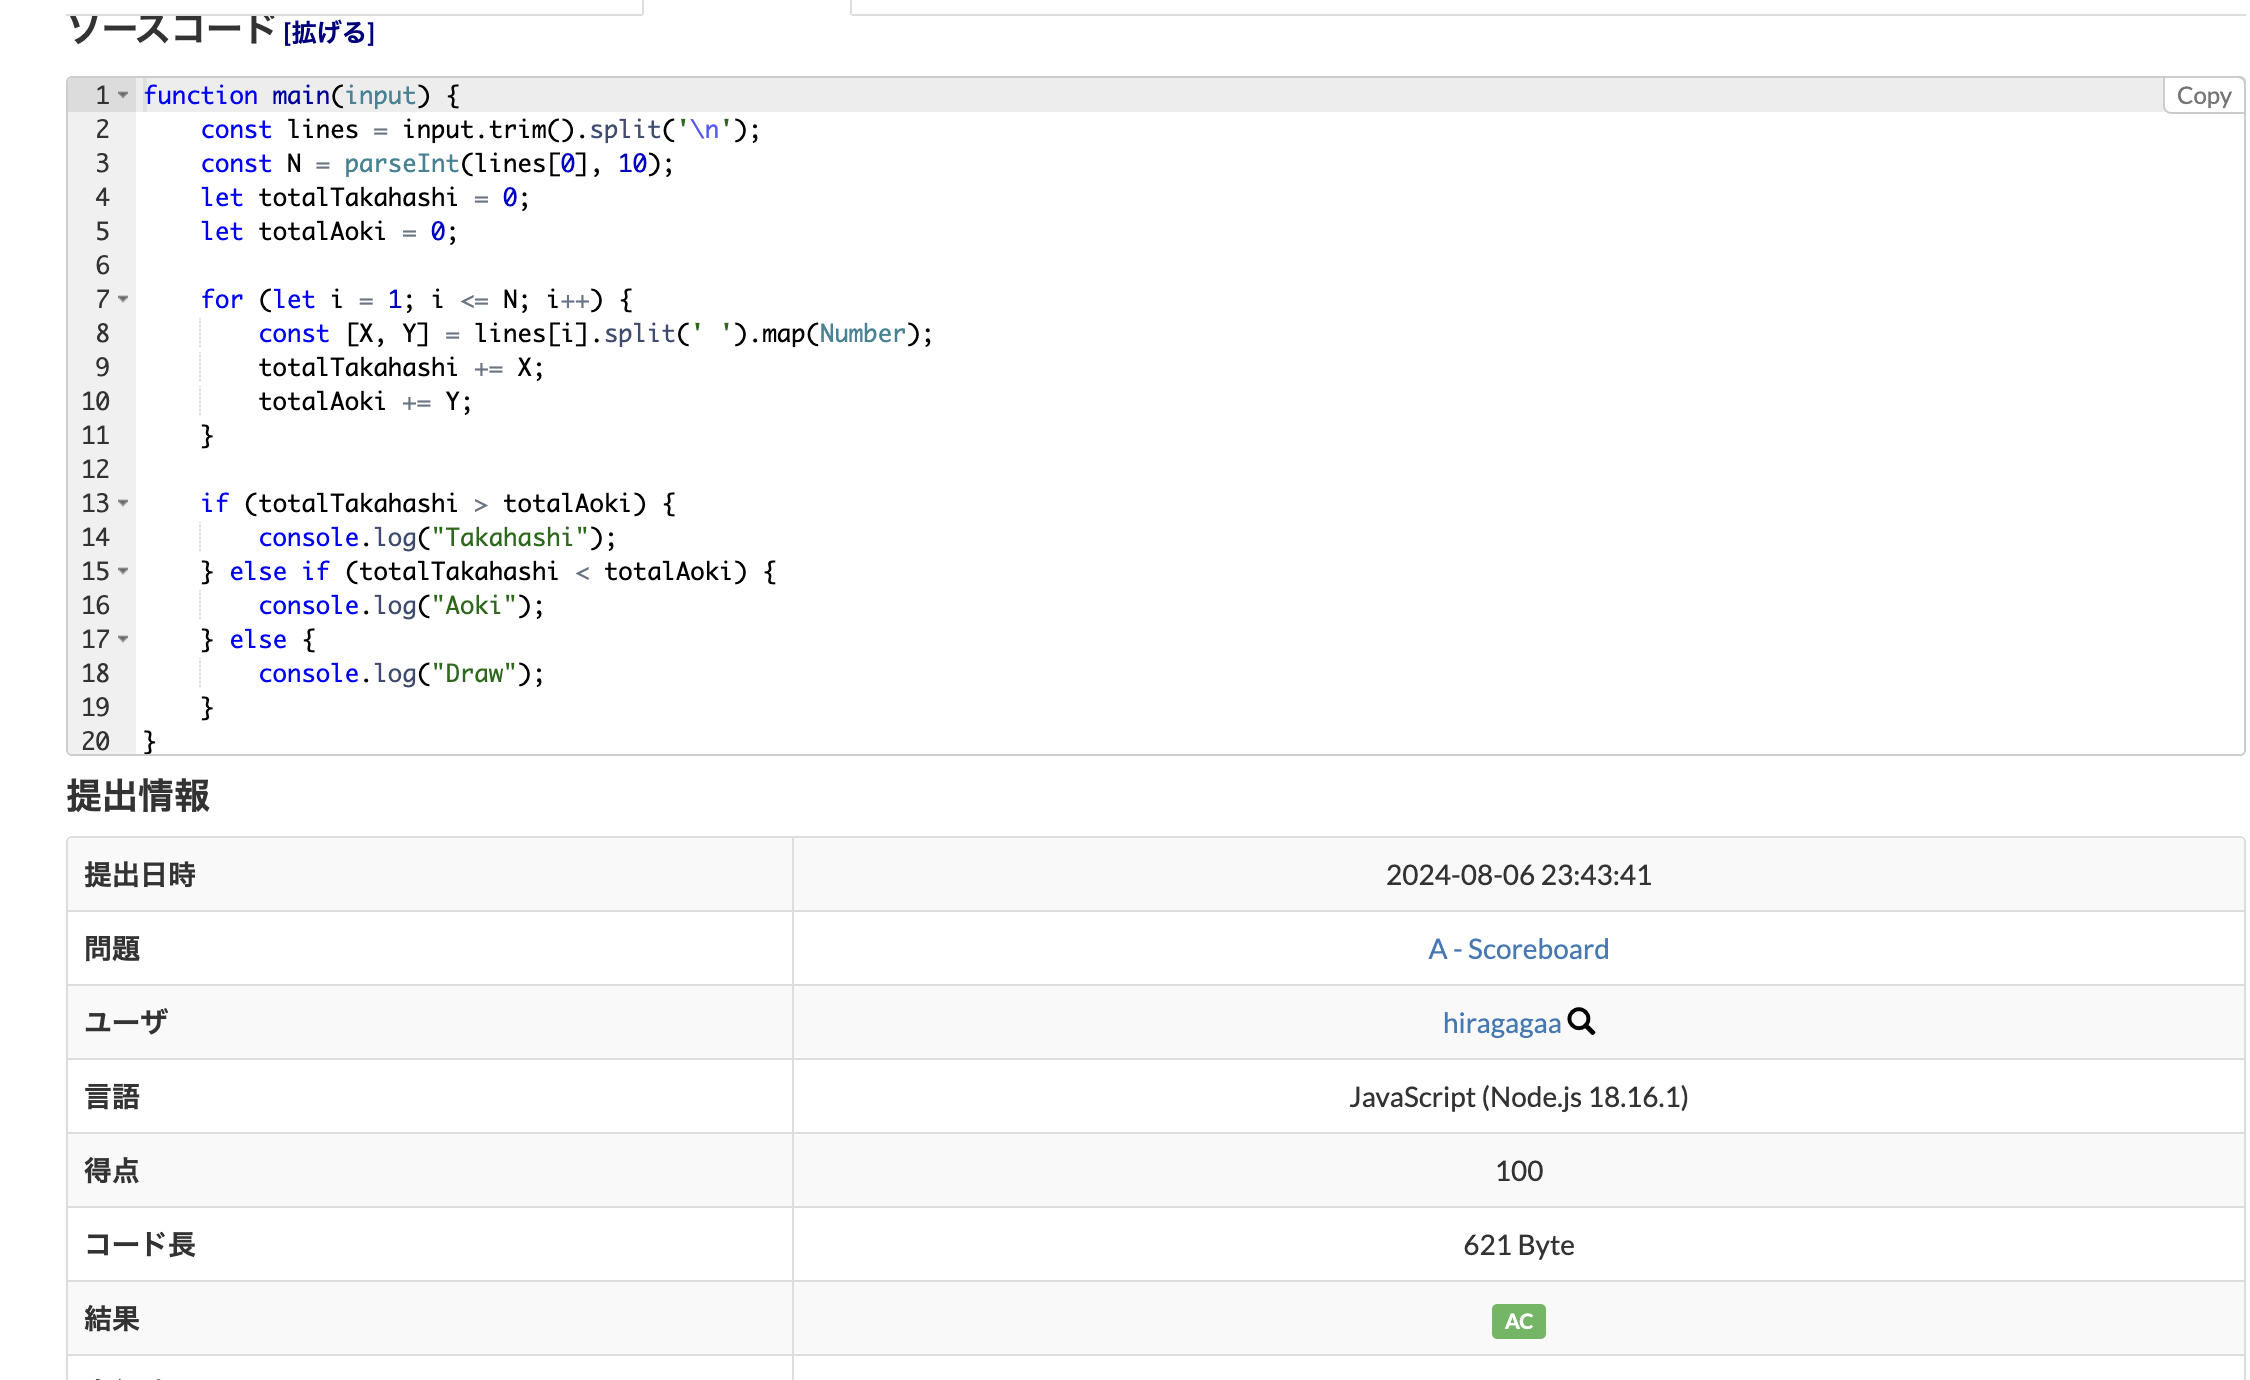 ソースコード [拡げる]
Copy
1 function main(input) {
2     const lines = input.trim().split('\n');
3     const N = parseInt(lines[0], 10);
4     let totalTakahashi = 0;
5     let totalAoki = 0;
6
7     for (let i = 1; i <= N; i++) {
8         const [X, Y] = lines[i].split(' ').map(Number);
9         totalTakahashi += X;
10         totalAoki += Y;
11     }
12
13     if (totalTakahashi > totalAoki) {
14         console.log("Takahashi");
15     } else if (totalTakahashi < totalAoki) {
16         console.log("Aoki");
17     } else {
18         console.log("Draw");
19     }
20 }
提出情報
提出日時 2024-08-06 23:43:41
問題 A - Scoreboard
ユーザ hiragagaa
言語 JavaScript (Node.js 18.16.1)
得点 100
コード長 621 Byte
結果 AC